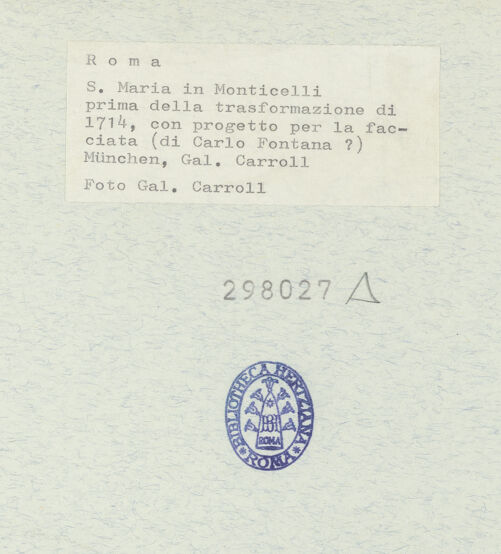 R o m a
S. Maria in Monticelli
prima della trasformazione di
1714, con progetto per la fac-
ciata (di Carlo Fontana ?)
München, Gal. Carroll
Foto Gal. Carroll
298027 Δ
* BIBLIOTHECA HERTZIANA *
BH
ROMA
ROMA